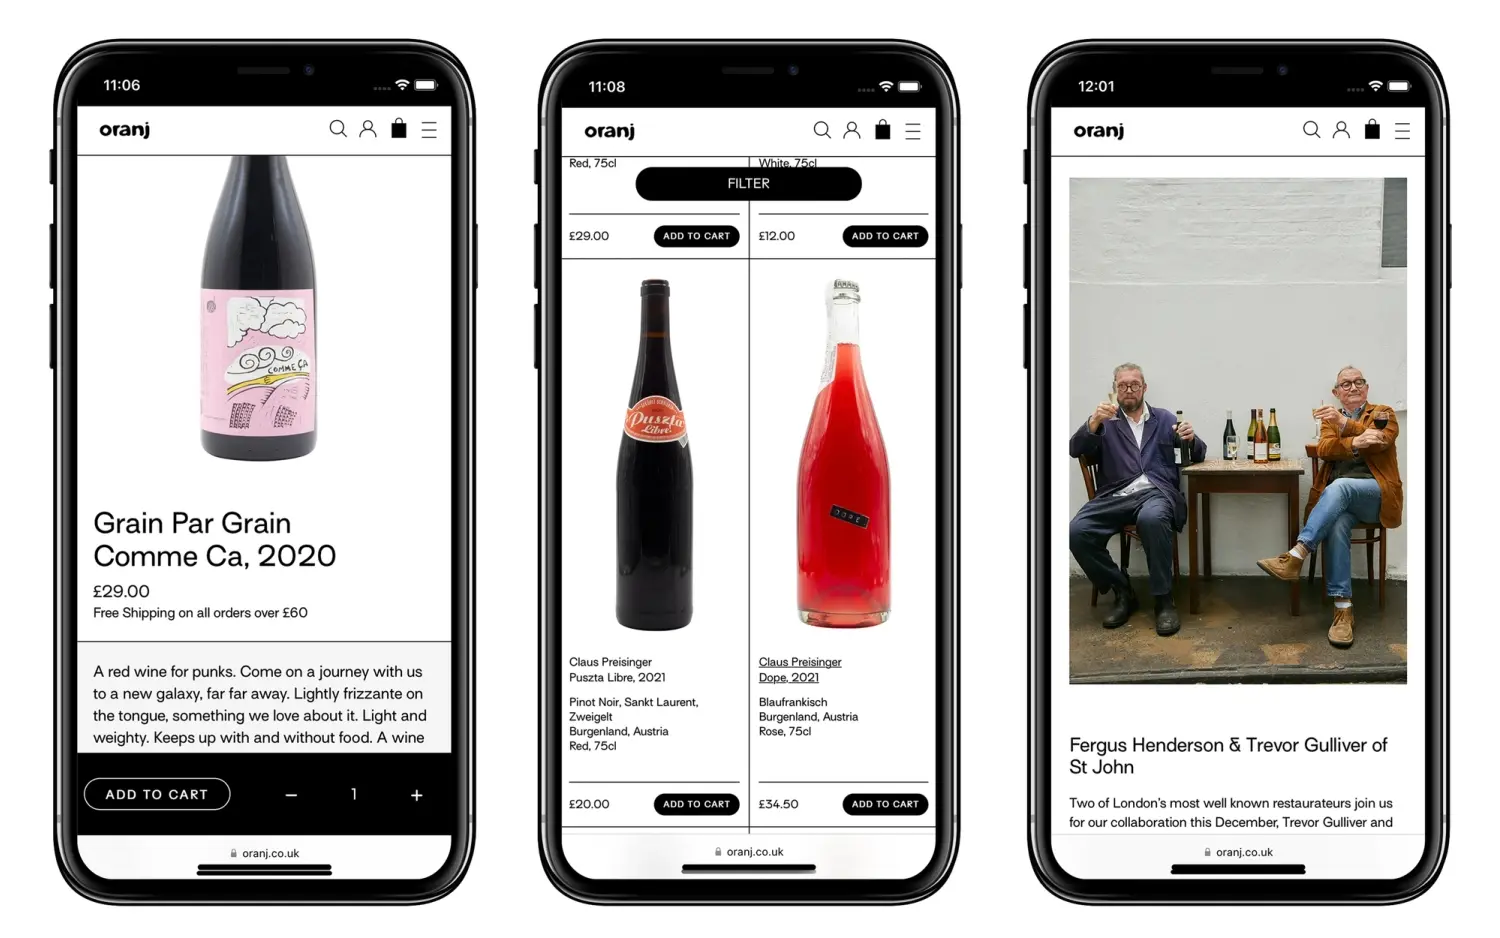 11:06
oranj
COMME ÇA
Grain Par Grain
Comme Ca, 2020
£29.00
Free Shipping on all orders over £60
A red wine for punks. Come on a journey with us
to a new galaxy, far far away. Lightly frizzante on
the tongue, something we love about it. Light and
weighty. Keeps up with and without food. A wine
ADD TO CART
− 1 +
oranj.co.uk
11:08
oranj
Red, 75cl
White, 75cl
FILTER
£29.00
ADD TO CART
£12.00
ADD TO CART
Puszta
Libre!
DOPE
Claus Preisinger
Puszta Libre, 2021
Pinot Noir, Sankt Laurent,
Zweigelt
Burgenland, Austria
Red, 75cl
£20.00
ADD TO CART
Claus Preisinger
Dope, 2021
Blaufrankisch
Burgenland, Austria
Rose, 75cl
£34.50
ADD TO CART
oranj.co.uk
12:01
oranj
Fergus Henderson & Trevor Gulliver of
St John
Two of London's most well known restaurateurs join us
for our collaboration this December, Trevor Gulliver and
oranj.co.uk